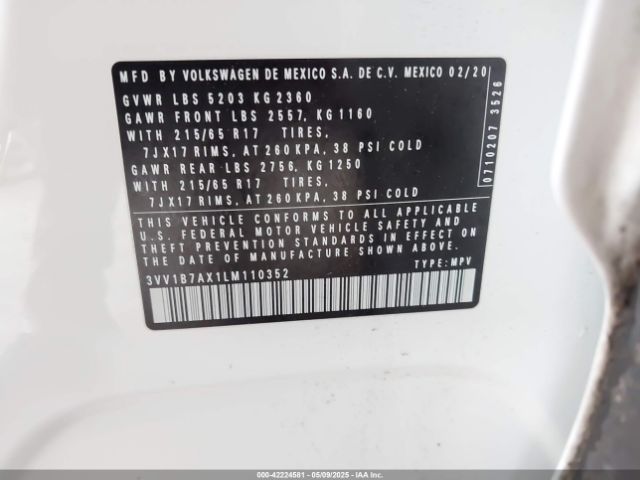 MFD BY VOLKSWAGEN DE MEXICO S.A. DE C.V. MEXICO 02/20
GVWR LBS 5203 KG 2360
GAWR FRONT LBS 2557, KG 1160
WITH 215/65 R17 TIRES,
7JX17 RIMS, AT 260 KPA, 38 PSI COLD
GAWR REAR LBS 2756, KG 1250
WITH 215/65 R17 TIRES,
7JX17 RIMS, AT 260 KPA, 38 PSI COLD
THIS VEHICLE CONFORMS TO ALL APPLICABLE
U.S. FEDERAL MOTOR VEHICLE SAFETY AND
THEFT PREVENTION STANDARDS IN EFFECT ON
THE DATE OF MANUFACTURE SHOWN ABOVE.
3VV1B7AX1LM110352 TYPE: MPV
0710207 3526
000-42224581 - 05/09/2025 - IAAI.COM